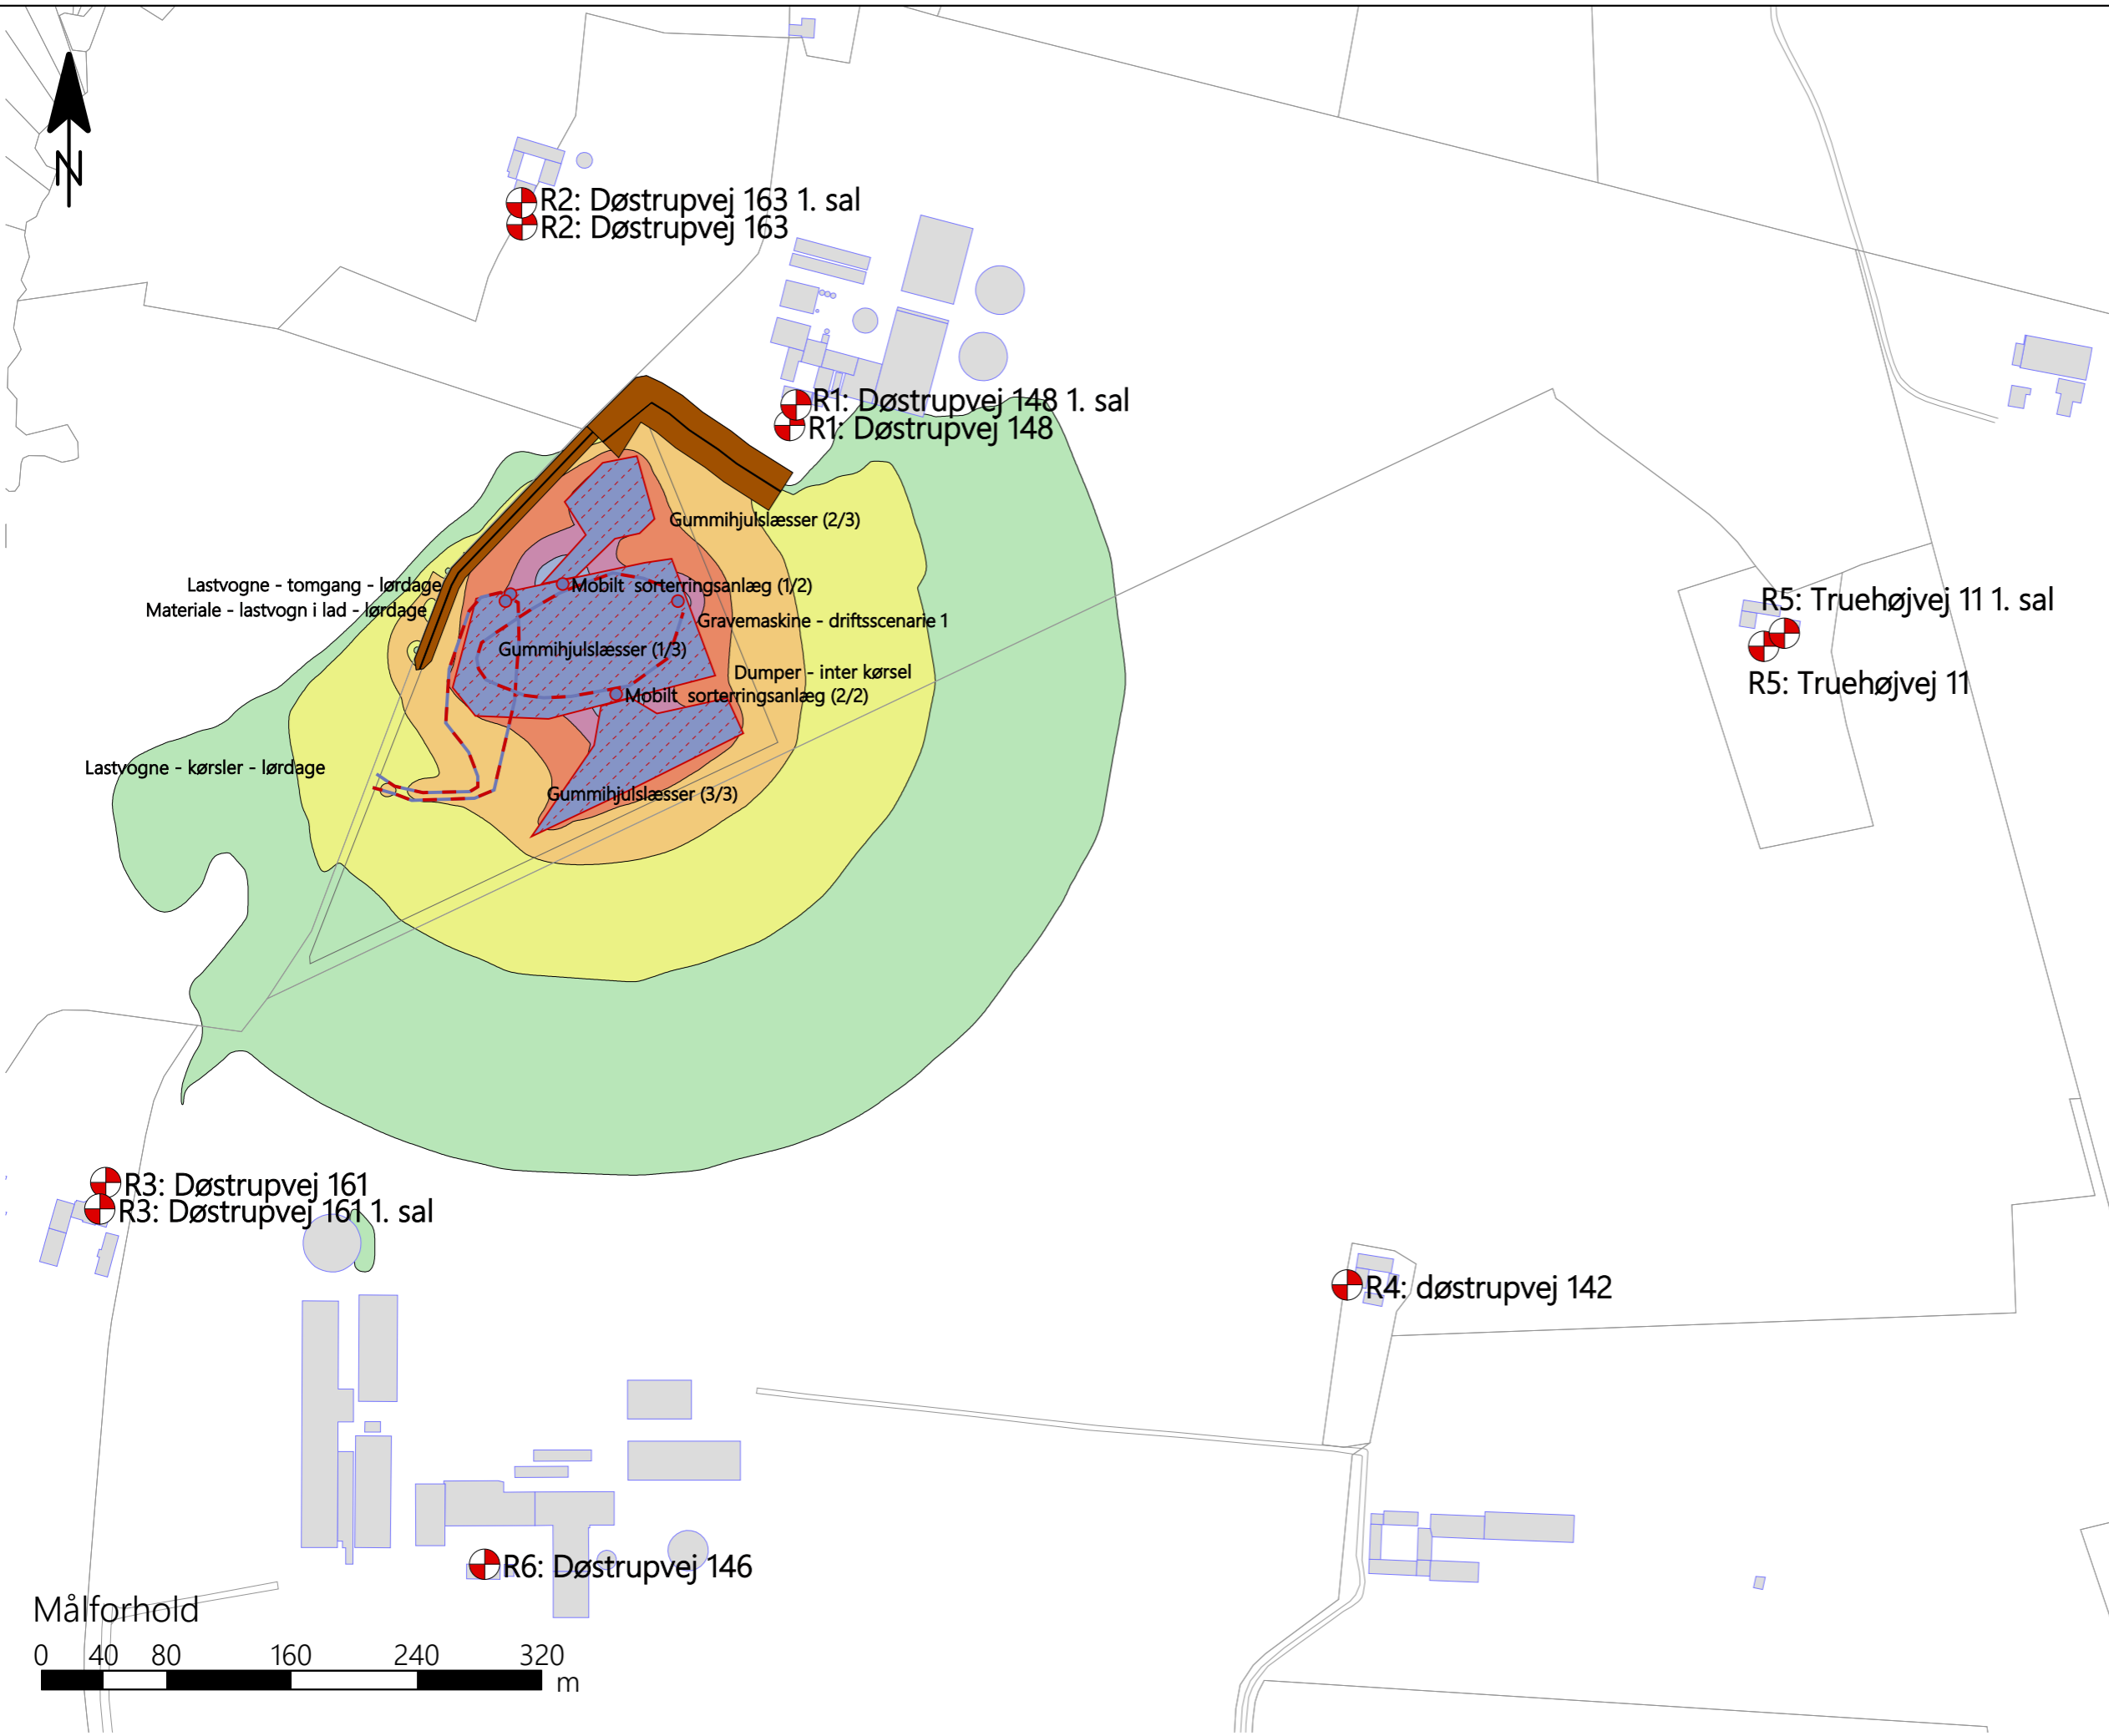 N
R2: Døstrupvej 163 1. sal
R2: Døstrupvej 163
R1: Døstrupvej 148 1. sal
R1: Døstrupvej 148
Gummihjulslæsser (2/3)
Lastvogne - tomgang - lørdage
Mobilt sorterringsanlæg (1/2)
Materiale - lastvogn i lad - lørdage
Gravemaskine - driftsscenarie 1
Gummihjulslæsser (1/3)
Dumper - inter kørsel
Mobilt sorterringsanlæg (2/2)
Lastvogne - kørsler - lørdage
Gummihjulslæsser (3/3)
R5: Truehøjvej 11 1. sal
R5: Truehøjvej 11
R3: Døstrupvej 161
R3: Døstrupvej 161 1. sal
R4: døstrupvej 142
R6: Døstrupvej 146
Målforhold
0 40 80 160 240 320
m